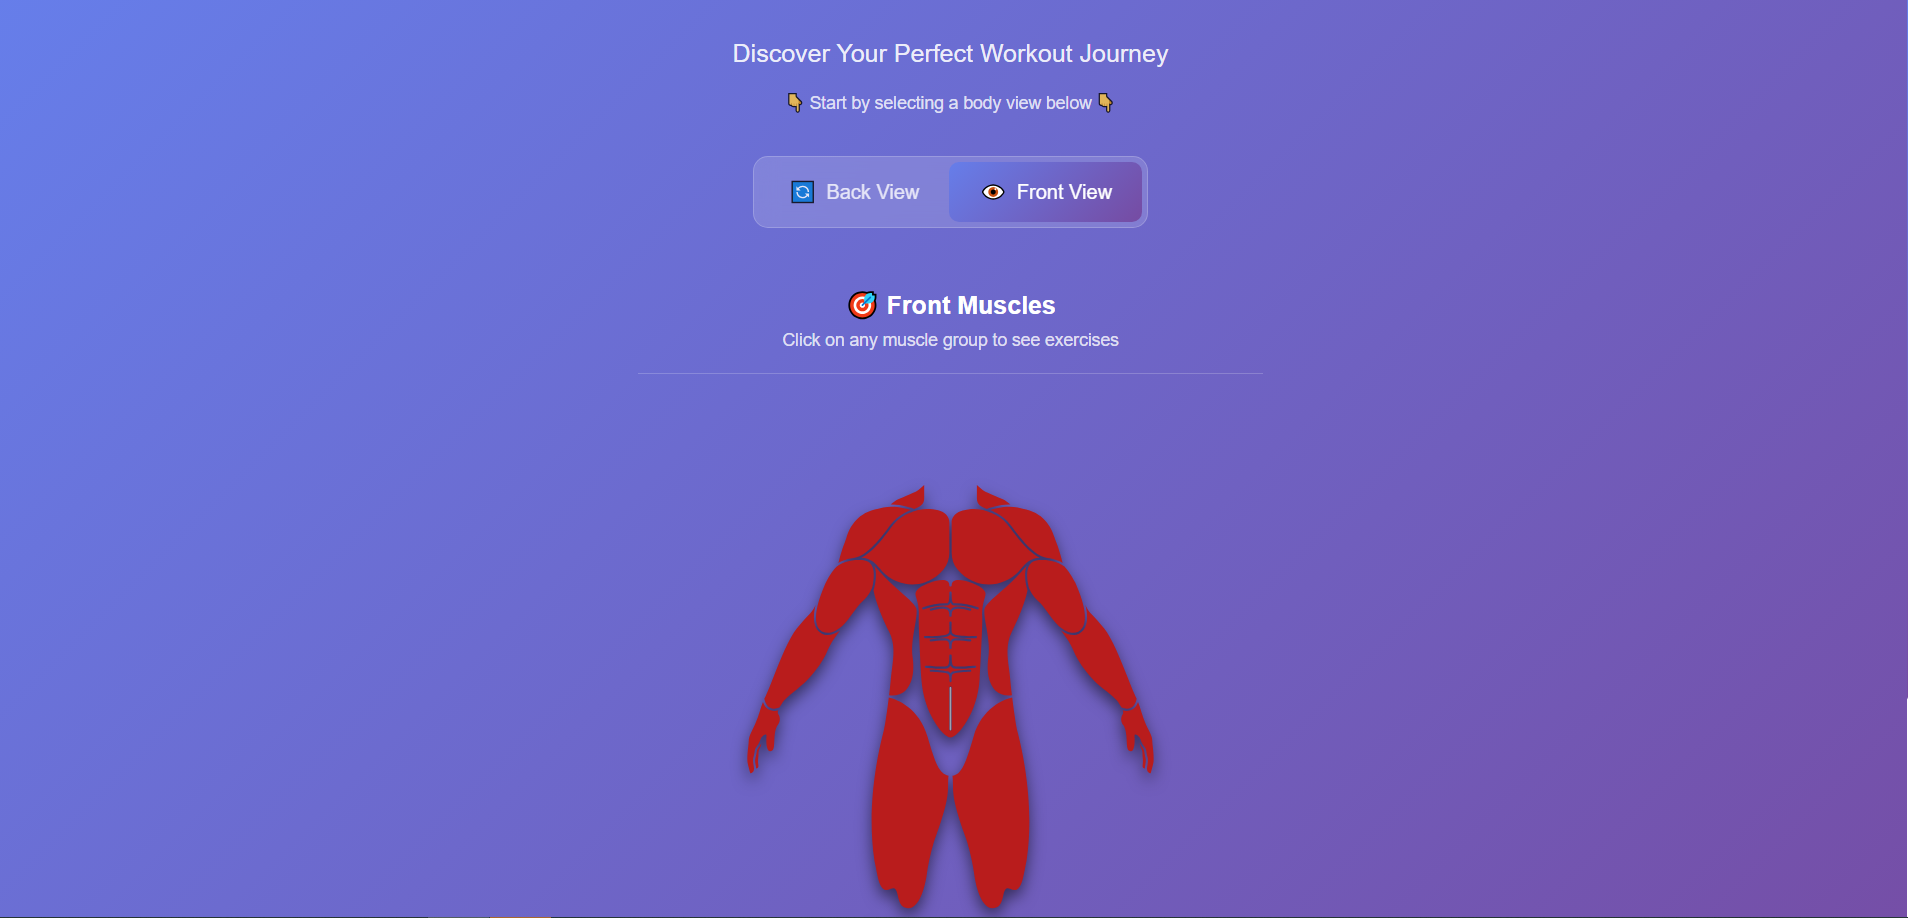 Discover Your Perfect Workout Journey
👇 Start by selecting a body view below 👇
🔄 Back View 👁️ Front View
🎯 Front Muscles
Click on any muscle group to see exercises